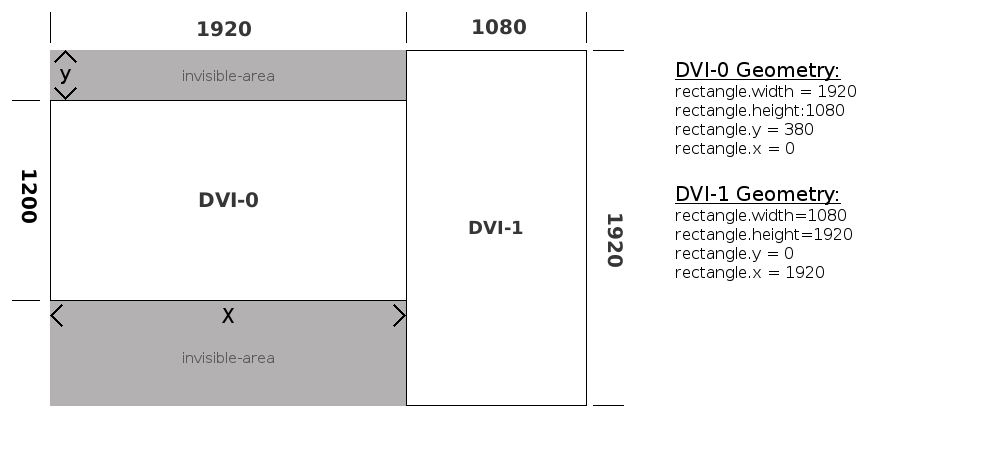 1920
1080
y
invisible-area
1200
DVI-0
DVI-1
1920
X
invisible-area
DVI-0 Geometry:
rectangle.width = 1920
rectangle.height:1080
rectangle.y = 380
rectangle.x = 0
DVI-1 Geometry:
rectangle.width=1080
rectangle.height=1920
rectangle.y = 0
rectangle.x = 1920